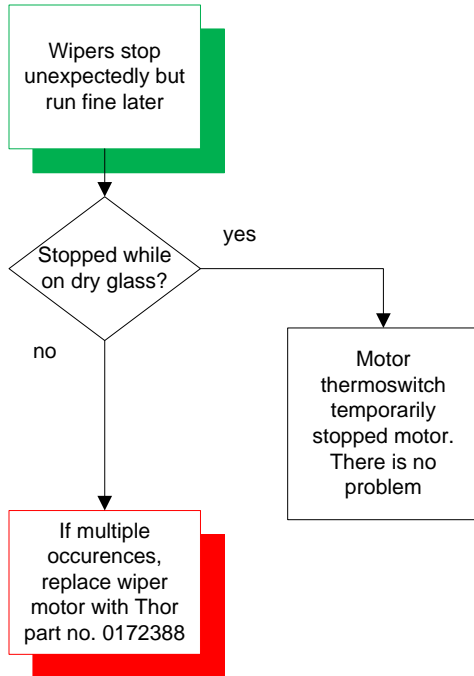 Wipers stop
unexpectedly but
run fine later
Stopped while
on dry glass?
yes
no
Motor
thermoswitch
temporarily
stopped motor.
There is no
problem
If multiple
occurences,
replace wiper
motor with Thor
part no. 0172388